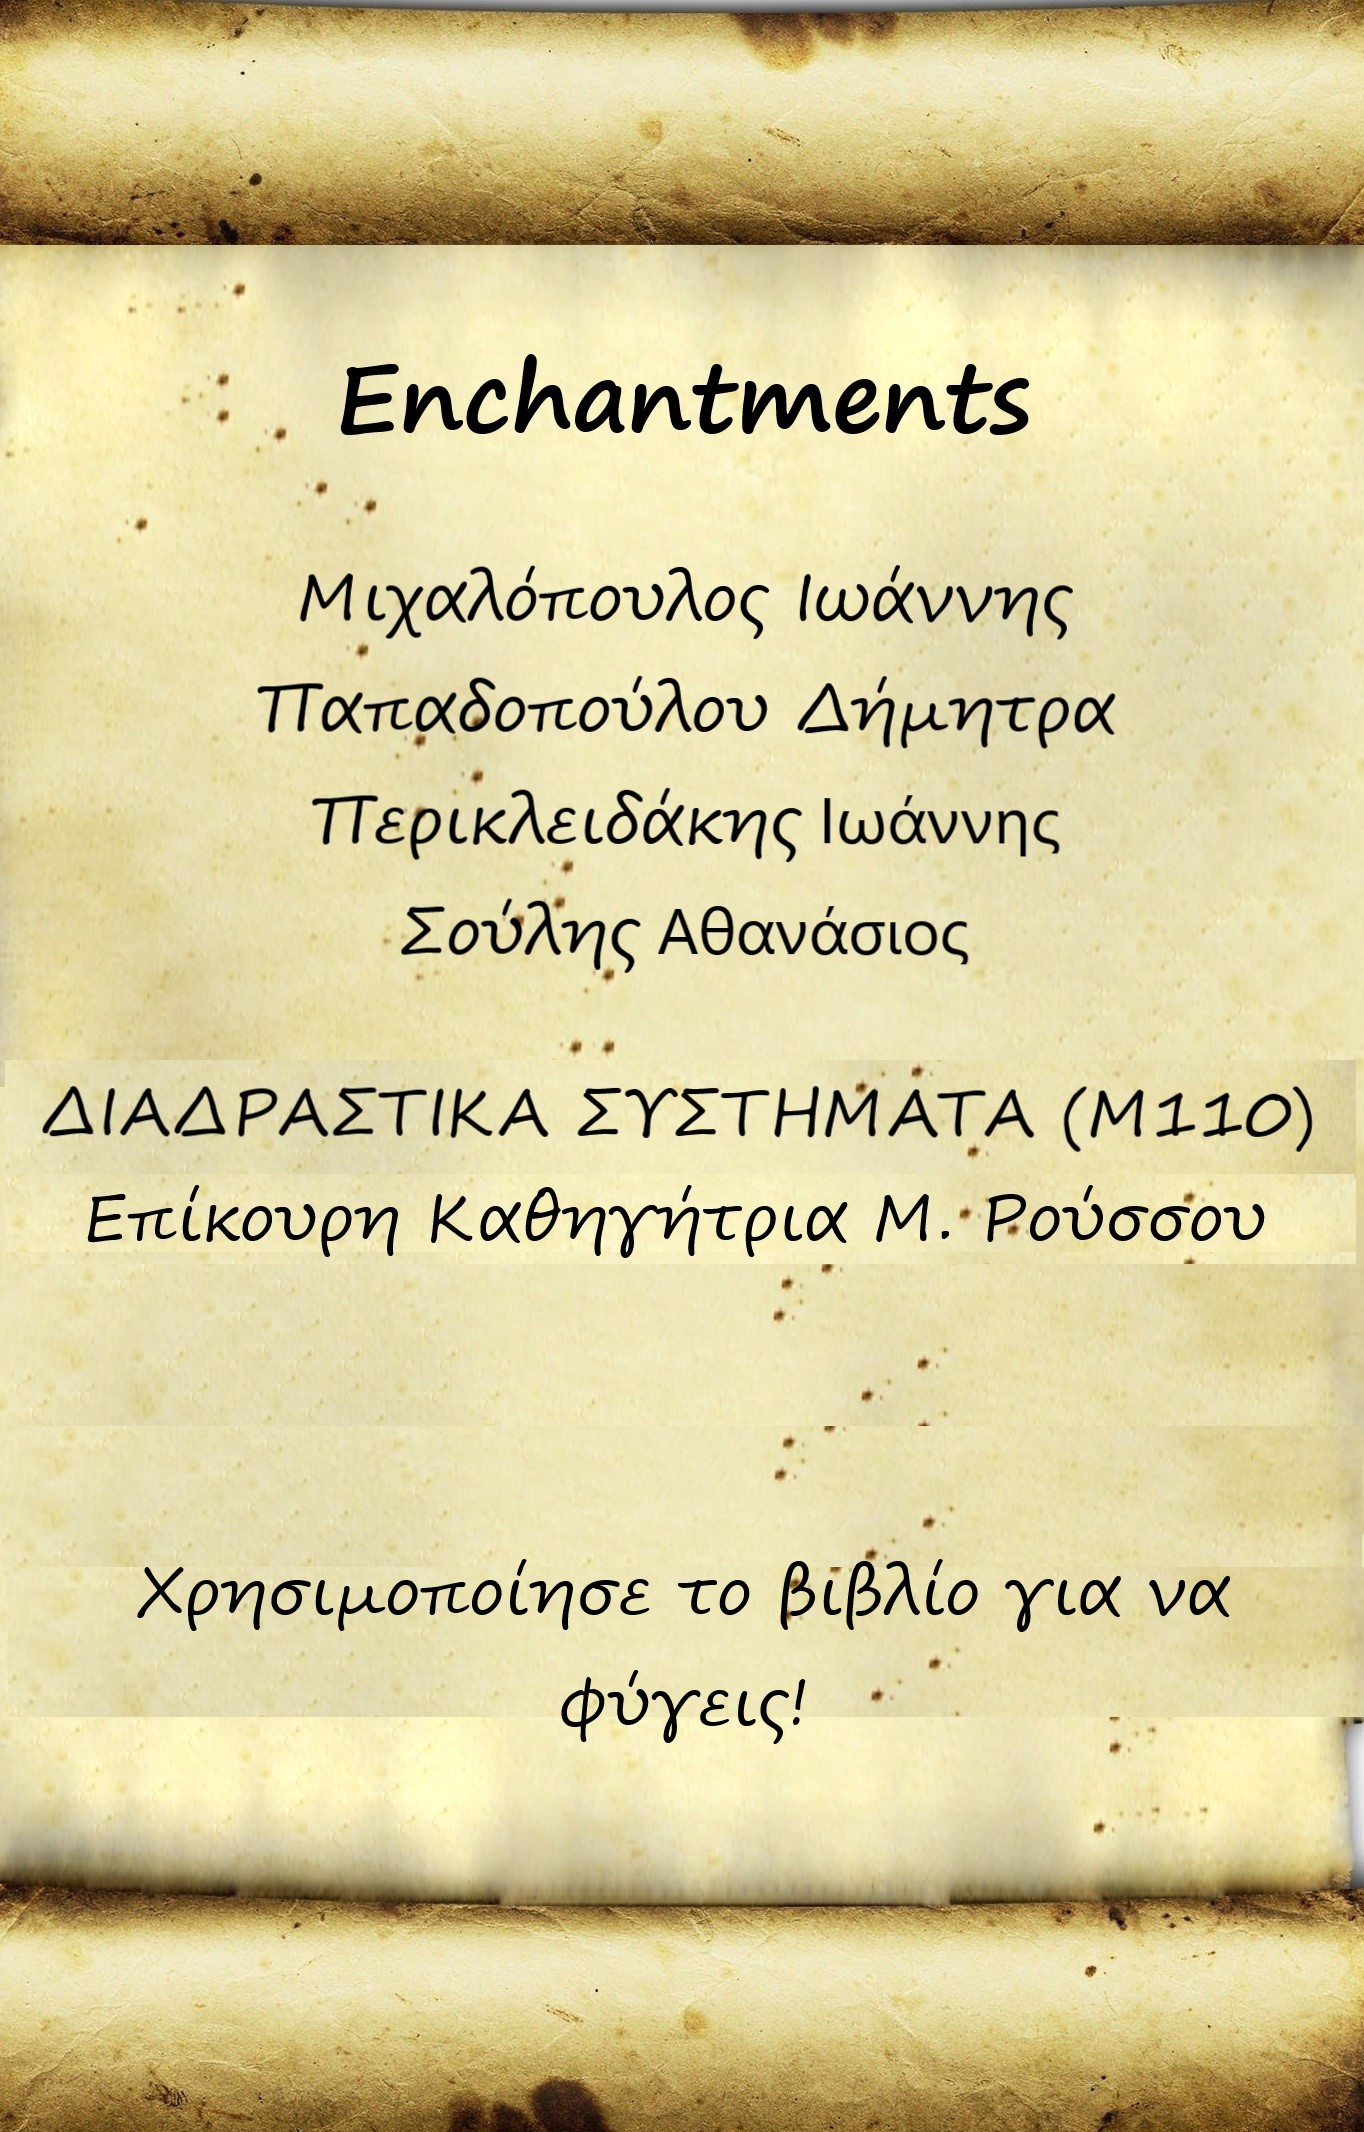 Enchantments
Μιχαλόπουλος Ιωάννης
Παπαδοπούλου Δήμητρα
Περικλειδάκης Ιωάννης
Σούλης Αθανάσιος
ΔΙΑΔΡΑΣΤΙΚΑ ΣΥΣΤΗΜΑΤΑ (Μ110)
Επίκουρη Καθηγήτρια Μ. Ρούσσου
Χρησιμοποίησε το βιβλίο για να
φύγεις!